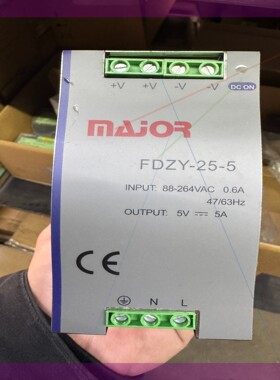 +V +V -V -V
DC ON
MAJOR
FDZY-25-5
INPUT: 88-264VAC 0.6A
47/63Hz
OUTPUT: 5V ⎓ 5A
CE
N L